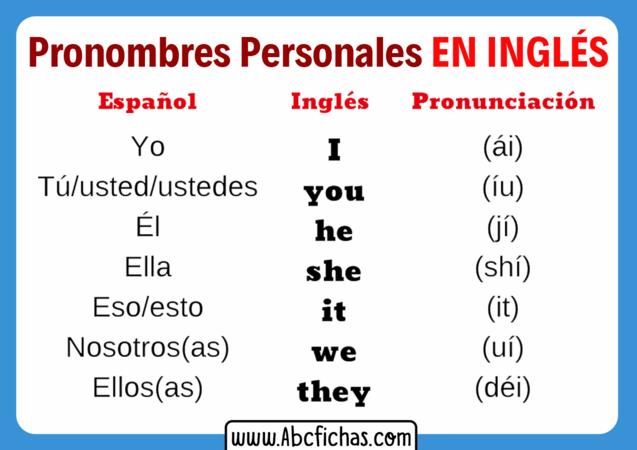 Pronombres Personales EN INGLÉS
Español Inglés Pronunciación
Yo I (ái)
Tú/usted/ustedes you (íu)
Él he (jí)
Ella she (shí)
Eso/esto it (it)
Nosotros(as) we (uí)
Ellos(as) they (déi)
www.Abcfichas.com